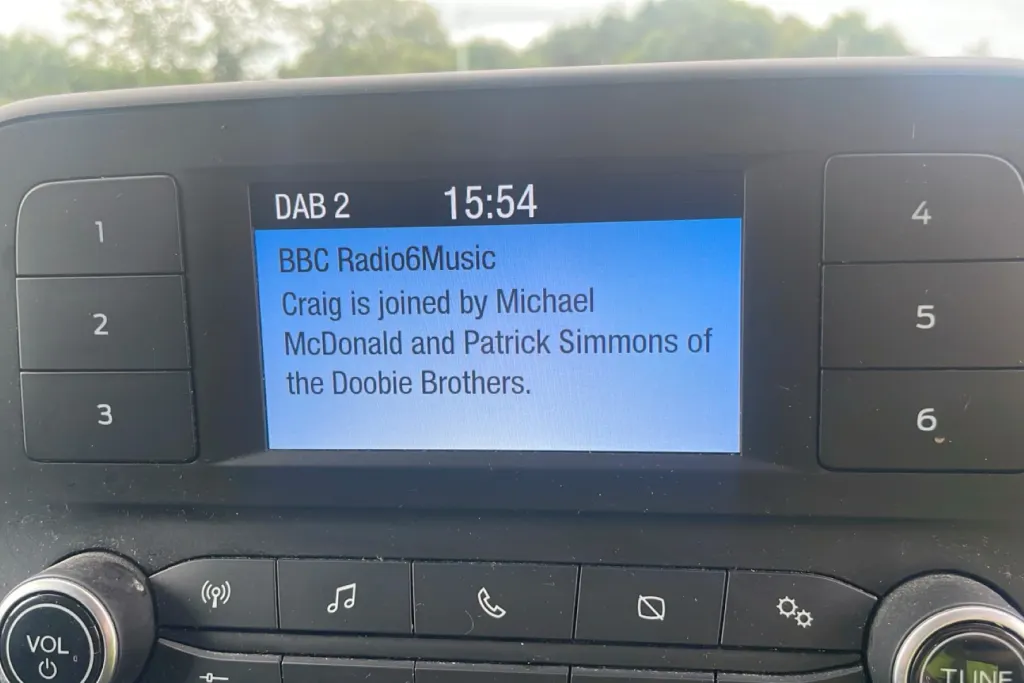 DAB 2 15:54
BBC Radio6Music
Craig is joined by Michael
McDonald and Patrick Simmons of
the Doobie Brothers.
1
2
3
4
5
6
VOL
TUNE